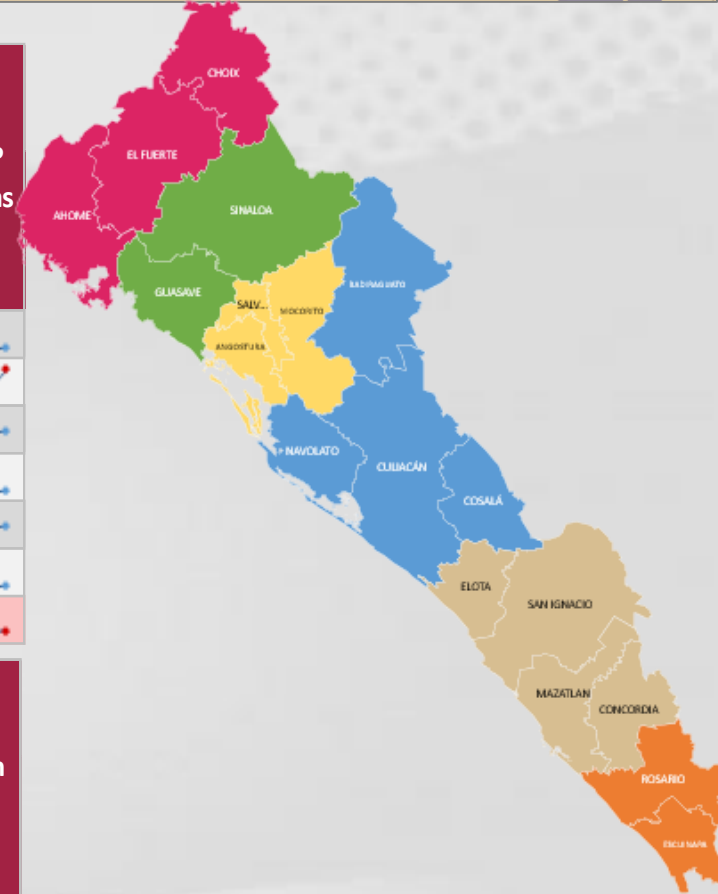 CHOIX
EL FUERTE
as
AHOME
SINALOA
BADIRAGUATO
GUASAVE
SALV...
MOCORITO
ANGOSTURA
NAVOLATO
CULIACÁN
COSALÁ
ELOTA
SAN IGNACIO
MAZATLAN
CONCORDIA
ROSARIO
ESCUINAPA